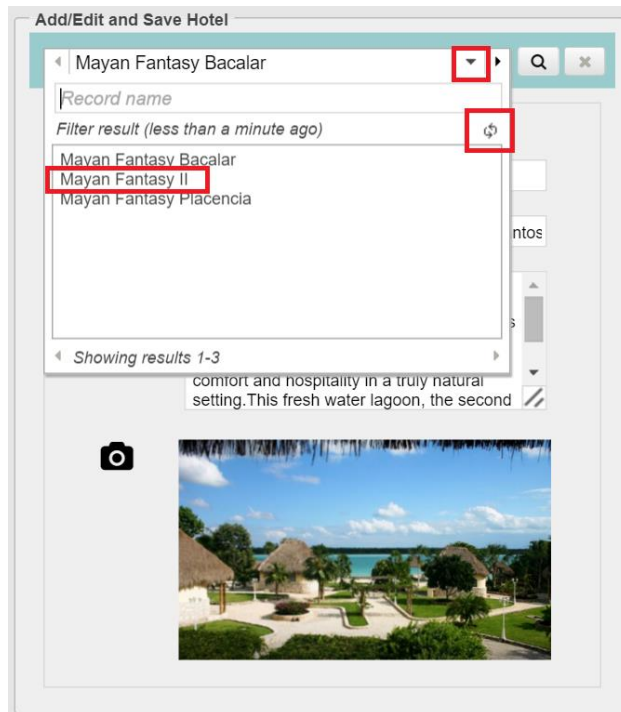 Add/Edit and Save Hotel
Mayan Fantasy Bacalar
Record name
Filter result (less than a minute ago)
Mayan Fantasy Bacalar
Mayan Fantasy II
Mayan Fantasy Placencia
Showing results 1-3
comfort and hospitality in a truly natural
setting.This fresh water lagoon, the second